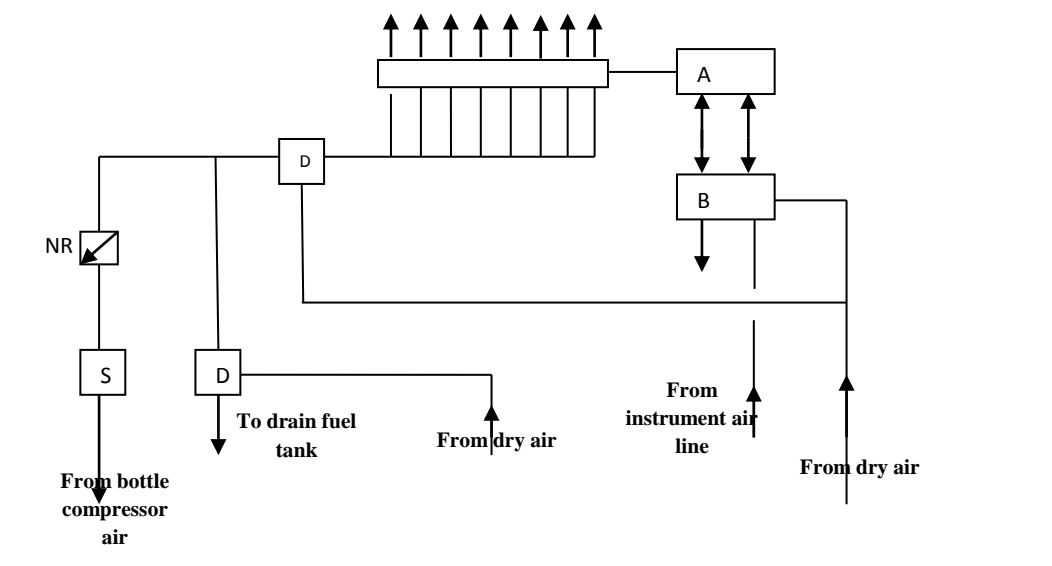 A
D
B
NR
S
D
To drain fuel
tank
From dry air
From
instrument air
line
From dry air
From bottle
compressor
air